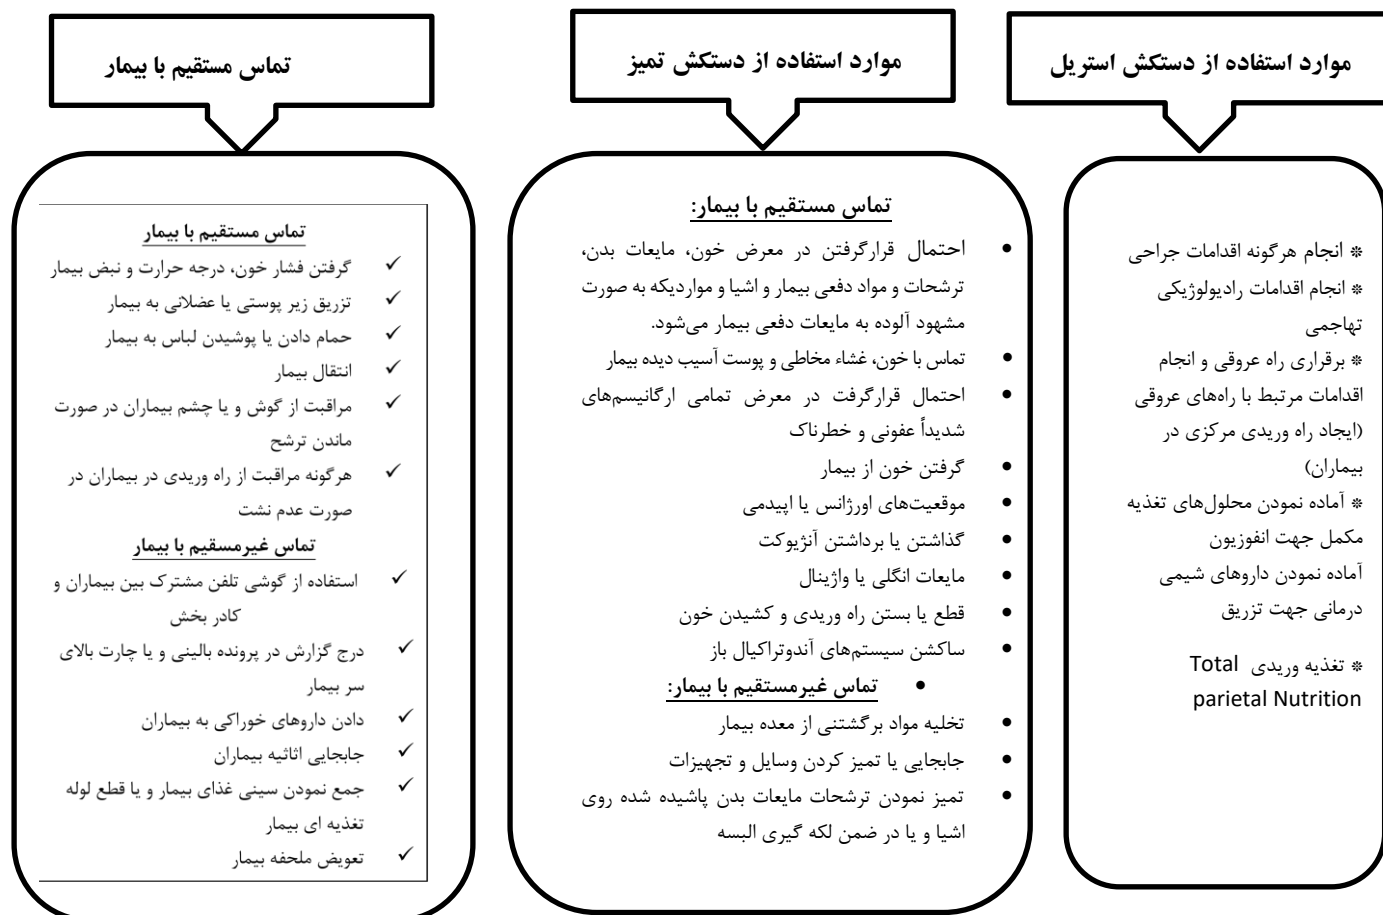 موارد استفاده از دستکش استریل
* انجام هرگونه اقدامات جراحی
* انجام اقدامات رادیولوژیکی
تهاجمی
* برقراری راه عروقی و انجام
اقدامات مرتبط با راه‌های عروقی
(ایجاد راه وریدی مرکزی در
بیماران)
* آماده نمودن محلول‌های تغذیه
مکمل جهت انفوزیون
آماده نمودن داروهای شیمی
درمانی جهت تزریق
* تغذیه وریدی Total
parietal Nutrition
موارد استفاده از دستکش تمیز
تماس مستقیم با بیمار:
• احتمال قرارگرفتن در معرض خون، مایعات بدن،
ترشحات و مواد دفعی بیمار و اشیا و مواردیکه به صورت
مشهود آلوده به مایعات دفعی بیمار می‌شود.
• تماس با خون، غشاء مخاطی و پوست آسیب دیده بیمار
• احتمال قرارگرفت در معرض تمامی ارگانیسم‌های
شدیداً عفونی و خطرناک
• گرفتن خون از بیمار
• موقعیت‌های اورژانس یا اپیدمی
• گذاشتن یا برداشتن آنژیوکت
• مایعات انگلی یا واژینال
• قطع یا بستن راه وریدی و کشیدن خون
• ساکشن سیستم‌های آندوتراکیال باز
• تماس غیرمستقیم با بیمار:
• تخلیه مواد برگشتنی از معده بیمار
• جابجایی یا تمیز کردن وسایل و تجهیزات
• تمیز نمودن ترشحات مایعات بدن پاشیده شده روی
اشیا و یا در ضمن لکه گیری البسه
تماس مستقیم با بیمار
تماس مستقیم با بیمار
✓ گرفتن فشار خون، درجه حرارت و نبض بیمار
✓ تزریق زیر پوستی یا عضلانی به بیمار
✓ حمام دادن یا پوشیدن لباس به بیمار
✓ انتقال بیمار
✓ مراقبت از گوش و یا چشم بیماران در صورت
ماندن ترشح
✓ هرگونه مراقبت از راه وریدی در بیماران در
صورت عدم نشت
تماس غیرمسقیم با بیمار
✓ استفاده از گوشی تلفن مشترک بین بیماران و
کادر بخش
✓ درج گزارش در پرونده بالینی و یا چارت بالای
سر بیمار
✓ دادن داروهای خوراکی به بیماران
✓ جابجایی اثاثیه بیماران
✓ جمع نمودن سینی غذای بیمار و یا قطع لوله
تغذیه ای بیمار
✓ تعویض ملحفه بیمار